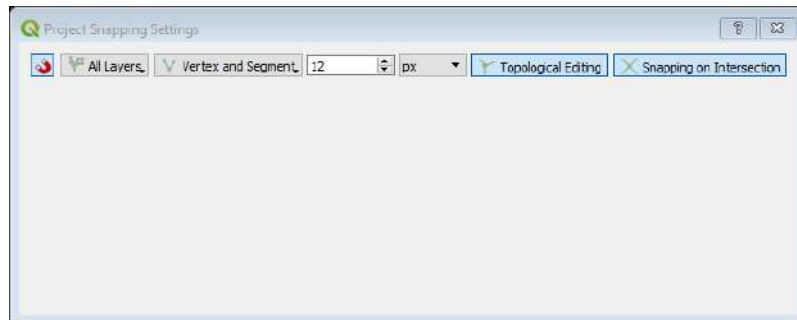 Project Snapping Settings
All Layers Vertex and Segment 12 px Topological Editing Snapping on Intersection